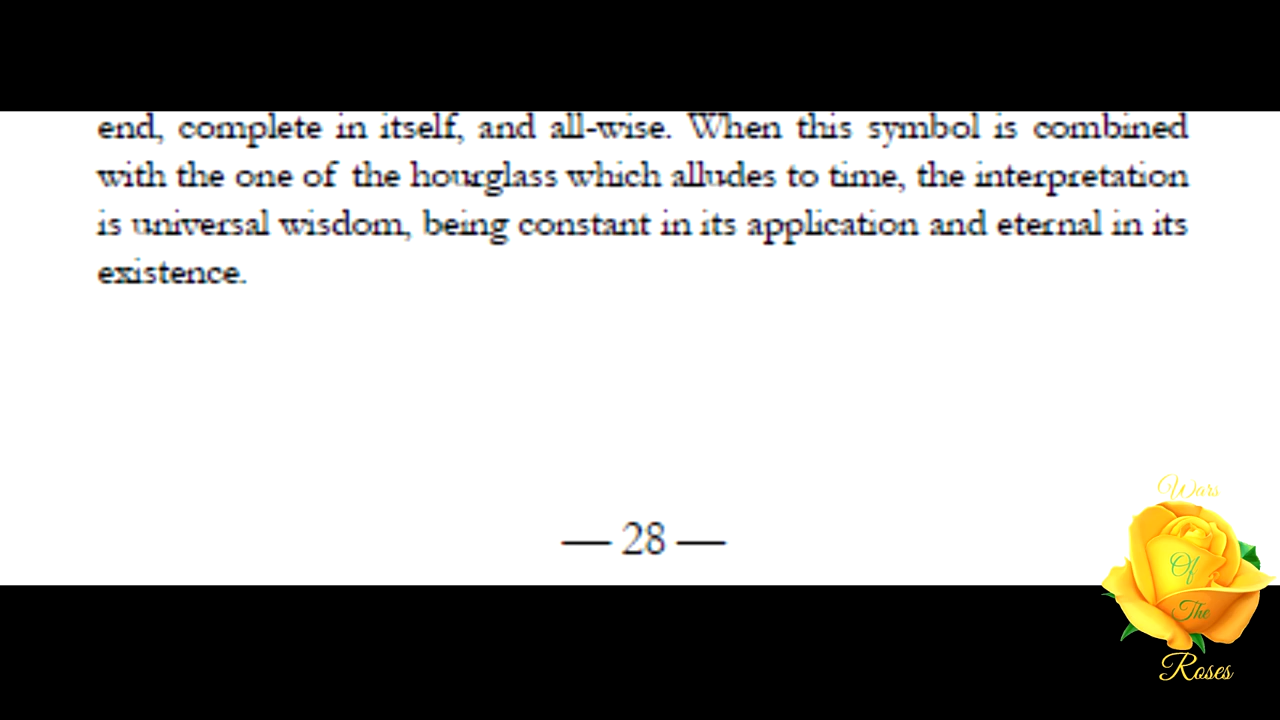 end, complete in itself, and all-wise. When this symbol is combined
with the one of the hourglass which alludes to time, the interpretation
is universal wisdom, being constant in its application and eternal in its
existence.
— 28 —
Wars
Of
The
Roses